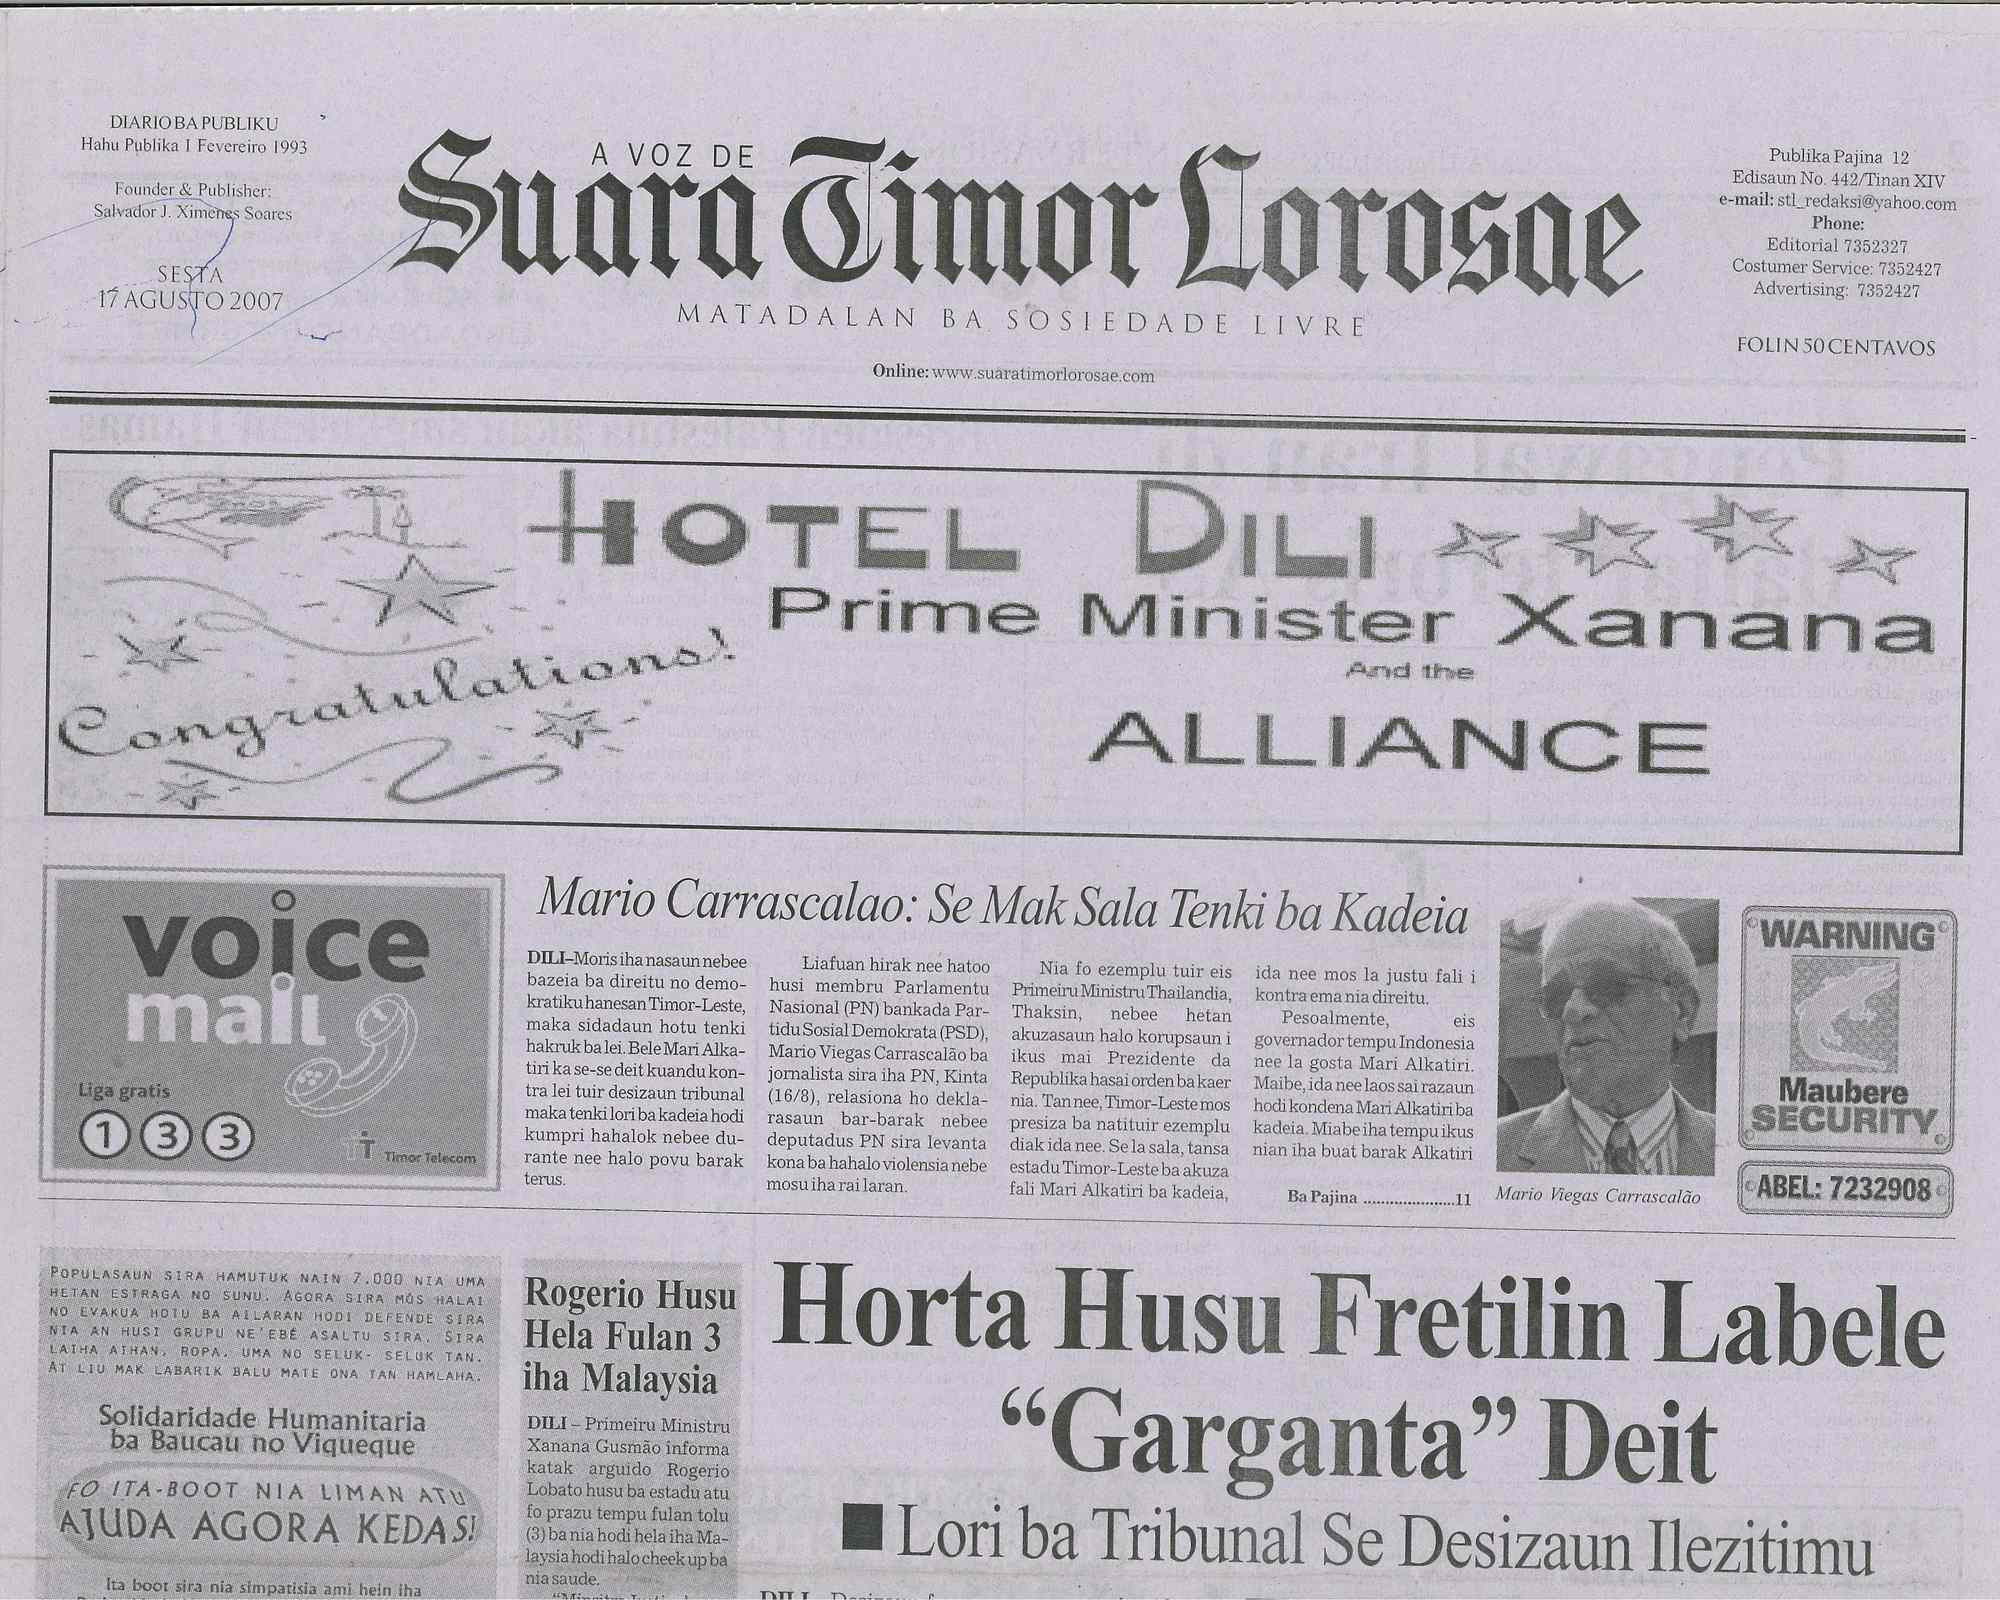 DIARIO BA PUBLIKU
Hahu Publika 1 Fevereiro 1993
Founder & Publisher:
Salvador J. Ximenes Soares
SESTA
17 AGUSTO 2007
A VOZ DE
Suara Timor Lorosae
MATADALAN BA SOSIEDADE LIVRE
Online: www.suaratimorlorosae.com
Publika Pajina 12
Edisaun No. 442/Tinan XIV
e-mail: stl_redaksi@yahoo.com
Phone:
Editorial 7352327
Costumer Service: 7352427
Advertising: 7352427
FOLIN 50 CENTAVOS
Congratulations!
HOTEL DILI
Prime Minister Xanana
And the
ALLIANCE
voice
mail
Liga gratis
1 3 3
Timor Telecom
Mario Carrascalao: Se Mak Sala Tenki ba Kadeia
DILI–Moris iha nasaun nebee
bazeia ba direitu no demo-
kratiku hanesan Timor-Leste,
maka sidadaun hotu tenki
hakruk ba lei. Bele Mari Alka-
tiri ka se-se deit kuandu kon-
tra lei tuir desizaun tribunal
maka tenki lori ba kadeia hodi
kumpri hahalok nebee du-
rante nee halo povu barak
terus.
Liafuan hirak nee hatoo
husi membru Parlamentu
Nasional (PN) bankada Par-
tidu Sosial Demokrata (PSD),
Mario Viegas Carrascalão ba
jornalista sira iha PN, Kinta
(16/8), relasiona ho dekla-
rasaun bar-barak nebee
deputadus PN sira levanta
kona ba hahalo violensia nebe
mosu iha rai laran.
Nia fo ezemplu tuir eis
Primeiru Ministru Thailandia,
Thaksin, nebee hetan
akuzasaun halo korupsaun i
ikus mai Prezidente da
Republika hasai orden ba kaer
nia. Tan nee, Timor-Leste mos
presiza ba natituir ezemplu
diak ida nee. Se la sala, tansa
estadu Timor-Leste ba akuza
fali Mari Alkatiri ba kadeia,
ida nee mos la justu fali i
kontra ema nia direitu.
Pesoalmente, eis
governador tempu Indonesia
nee la gosta Mari Alkatiri.
Maibe, ida nee laos sai razaun
hodi kondena Mari Alkatiri ba
kadeia. Miabe iha tempu ikus
nian iha buat barak Alkatiri
Ba Pajina ......................11
Mario Viegas Carrascalão
WARNING
Maubere
SECURITY
ABEL: 7232908
POPULASAUN SIRA HAMUTUK NAIN 7.000 NIA UMA
HETAN ESTRAGA NO SUNU. AGORA SIRA MÓS HALAI
NO EVAKUA HOTU BA AILARAN HODI DEFENDE SIRA
NIA AN HUSI GRUPU NE'EBÉ ASALTU SIRA. SIRA
LAIHA AIHAN, ROPA, UMA NO SELUK- SELUK TAN.
AT LIU MAK LABARIK BALU MATE ONA TAN HAMLAHA.
Solidaridade Humanitaria
ba Baucau no Viqueque
FO ITA-BOOT NIA LIMAN ATU
AJUDA AGORA KEDAS!
Ita boot sira nia simpatisia ami hein iha
Rogerio Husu
Hela Fulan 3
iha Malaysia
DILI – Primeiru Ministru
Xanana Gusmão informa
katak arguido Rogerio
Lobato husu ba estadu atu
fo prazu tempu fulan tolu
(3) ba nia hodi hela iha Ma-
laysia hodi halo cheek up ba
nia saude.
Horta Husu Fretilin Labele
“Garganta” Deit
■ Lori ba Tribunal Se Desizaun Ilezitimu